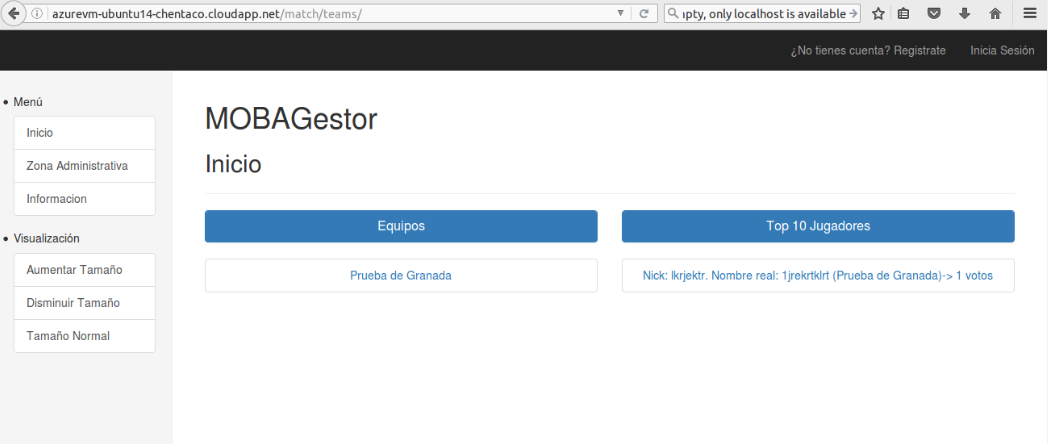 azurevm-ubuntu14-chentaco.cloudapp.net/match/teams/
ıpty, only localhost is available
¿No tienes cuenta? Registrate
Inicia Sesión
Menú
Inicio
Zona Administrativa
Informacion
Visualización
Aumentar Tamaño
Disminuir Tamaño
Tamaño Normal
MOBAGestor
Inicio
Equipos
Prueba de Granada
Top 10 Jugadores
Nick: lkrjektr. Nombre real: 1jrekrtklrt (Prueba de Granada)-> 1 votos